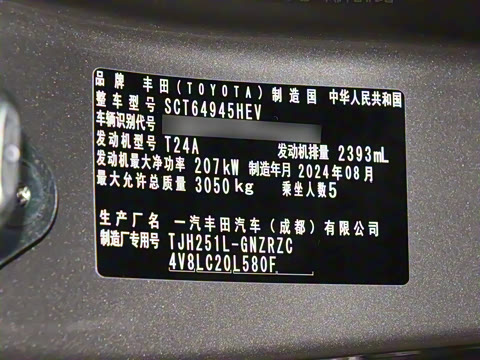 品牌 丰田(TOYOTA) 制造国 中华人民共和国
整车型号 SCT64945HEV
车辆识别代号
发动机型号 T24A 发动机排量 2393mL
发动机最大净功率 207kW 制造年月 2024年08月
最大允许总质量 3050kg 乘坐人数5
生产厂名 一汽丰田汽车(成都)有限公司
制造厂专用号 TJH251L-GNZRZC
4V8LC20L580F